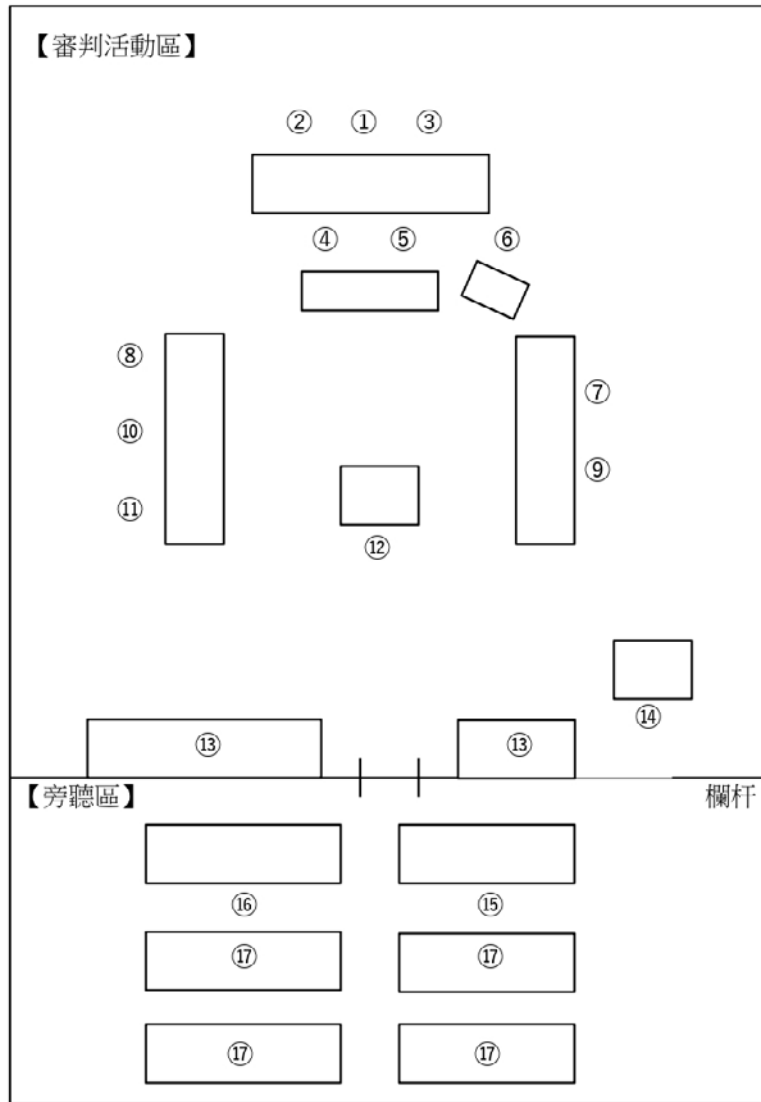 【審判活動區】
② ① ③
④ ⑤ ⑥
⑧
⑦
⑩
⑨
⑪
⑫
⑭
⑬ ⑬
【旁聽區】 欄杆
⑯ ⑮
⑰ ⑰
⑰ ⑰